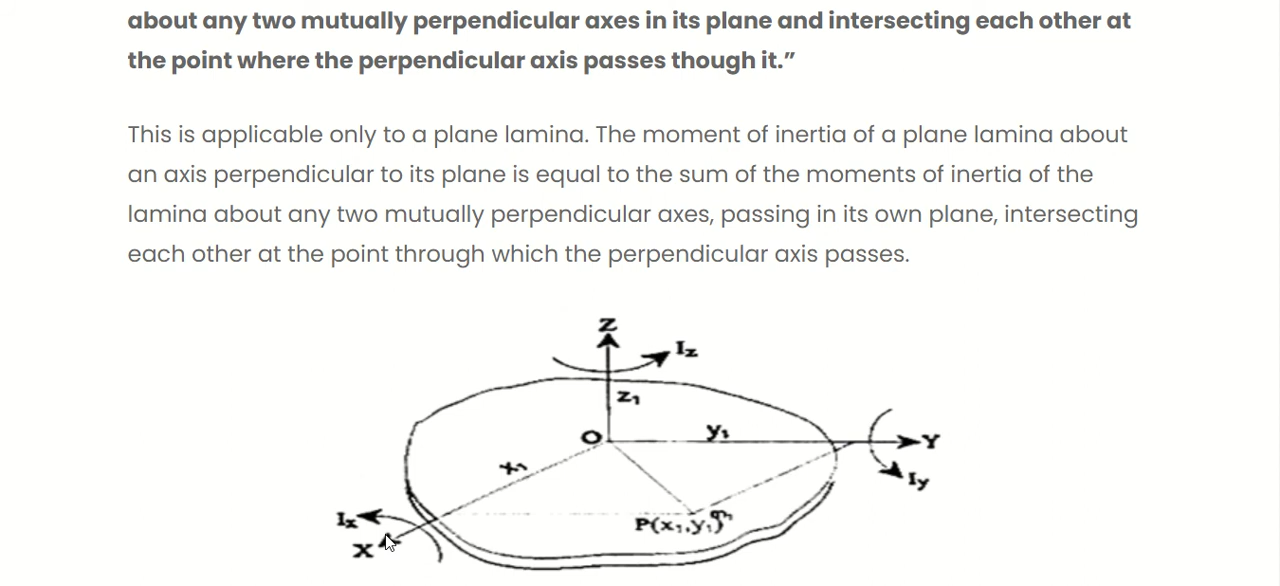 about any two mutually perpendicular axes in its plane and intersecting each other at
the point where the perpendicular axis passes though it.”
This is applicable only to a plane lamina. The moment of inertia of a plane lamina about
an axis perpendicular to its plane is equal to the sum of the moments of inertia of the
lamina about any two mutually perpendicular axes, passing in its own plane, intersecting
each other at the point through which the perpendicular axis passes.
Z
Iz
z₁
O
y₁
Y
x₁
Iy
P(x₁,y₁)
Ix
X